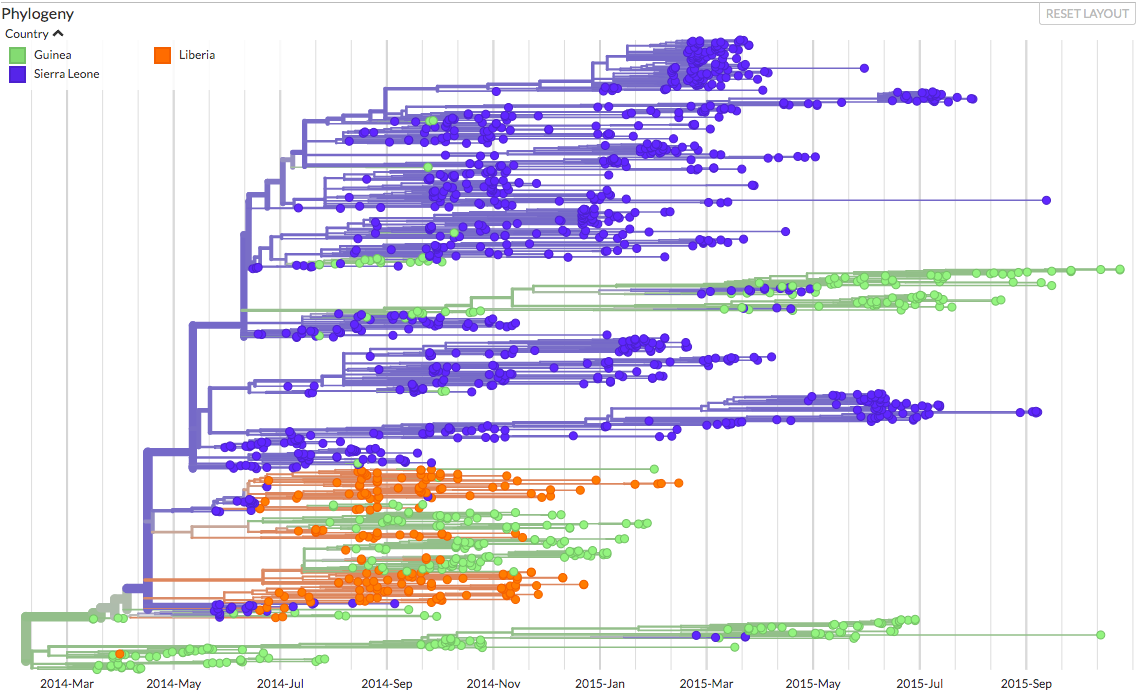 Phylogeny
RESET LAYOUT
Country
Guinea
Liberia
Sierra Leone
2014-Mar 2014-May 2014-Jul 2014-Sep 2014-Nov 2015-Jan 2015-Mar 2015-May 2015-Jul 2015-Sep